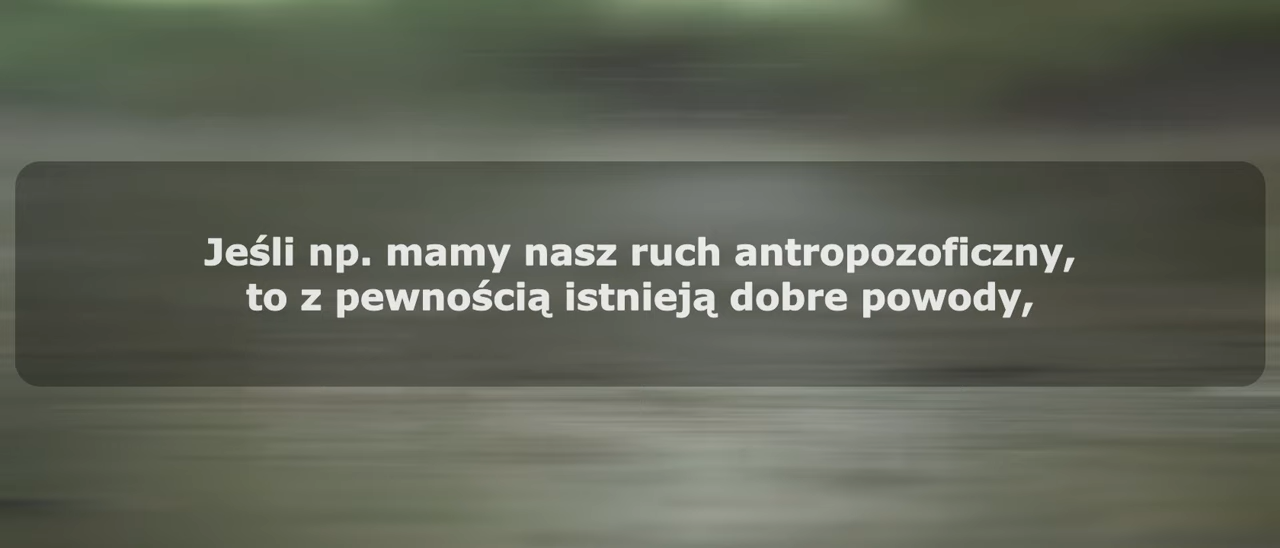 Jeśli np. mamy nasz ruch antropozoficzny,
to z pewnością istnieją dobre powody,